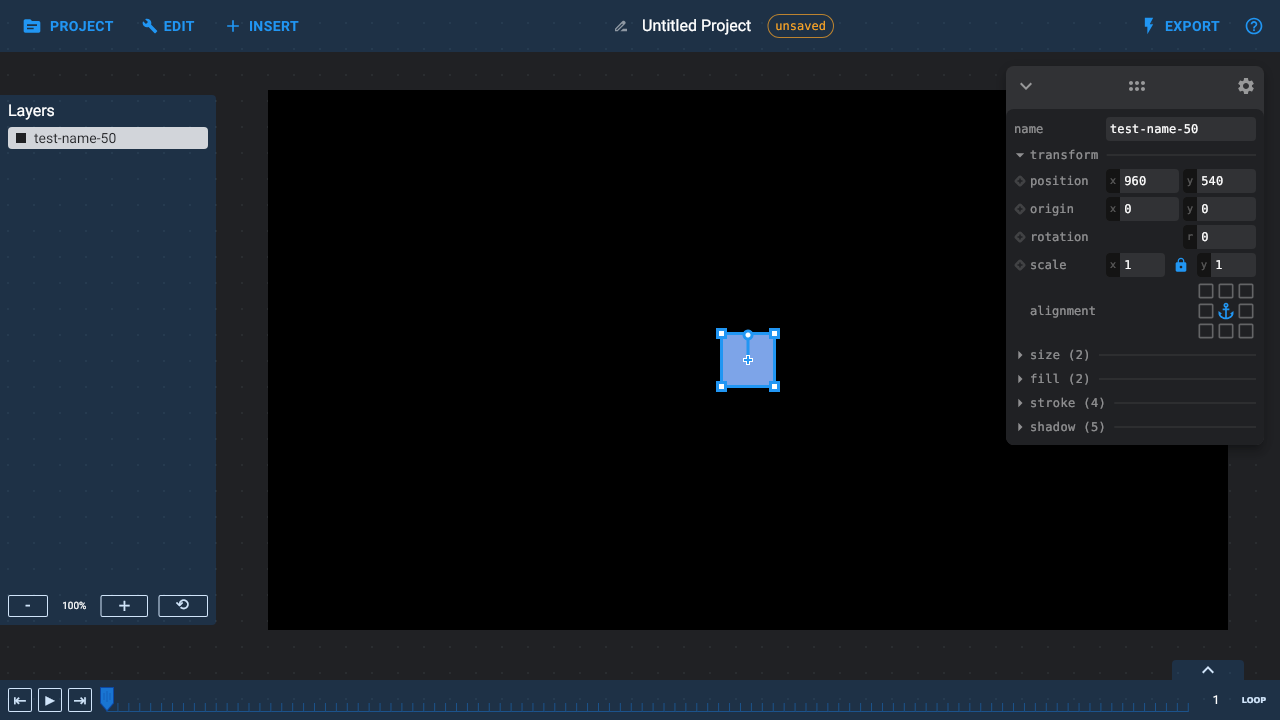 PROJECT EDIT INSERT Untitled Project unsaved EXPORT
Layers
test-name-50
name test-name-50
transform
position x 960 y 540
origin x 0 y 0
rotation r 0
scale x 1 y 1
alignment
size (2)
fill (2)
stroke (4)
shadow (5)
- 100% +
1 LOOP